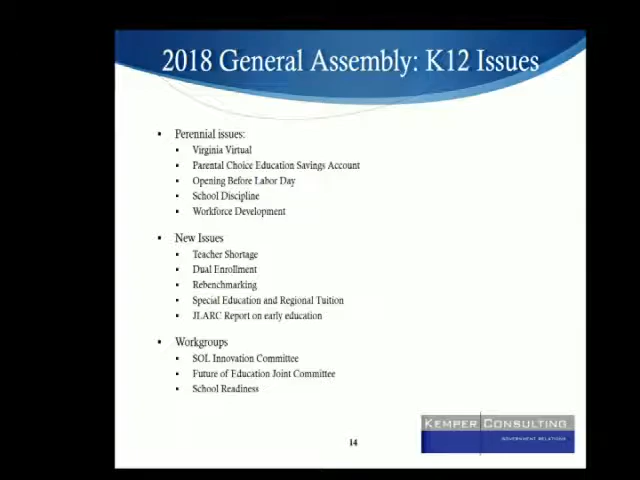 2018 General Assembly: K12 Issues
▪ Perennial issues:
▪ Virginia Virtual
▪ Parental Choice Education Savings Account
▪ Opening Before Labor Day
▪ School Discipline
▪ Workforce Development
▪ New Issues
▪ Teacher Shortage
▪ Dual Enrollment
▪ Rebenchmarking
▪ Special Education and Regional Tuition
▪ JLARC Report on early education
▪ Workgroups
▪ SOL Innovation Committee
▪ Future of Education Joint Committee
▪ School Readiness
14
KEMPER CONSULTING
GOVERNMENT RELATIONS